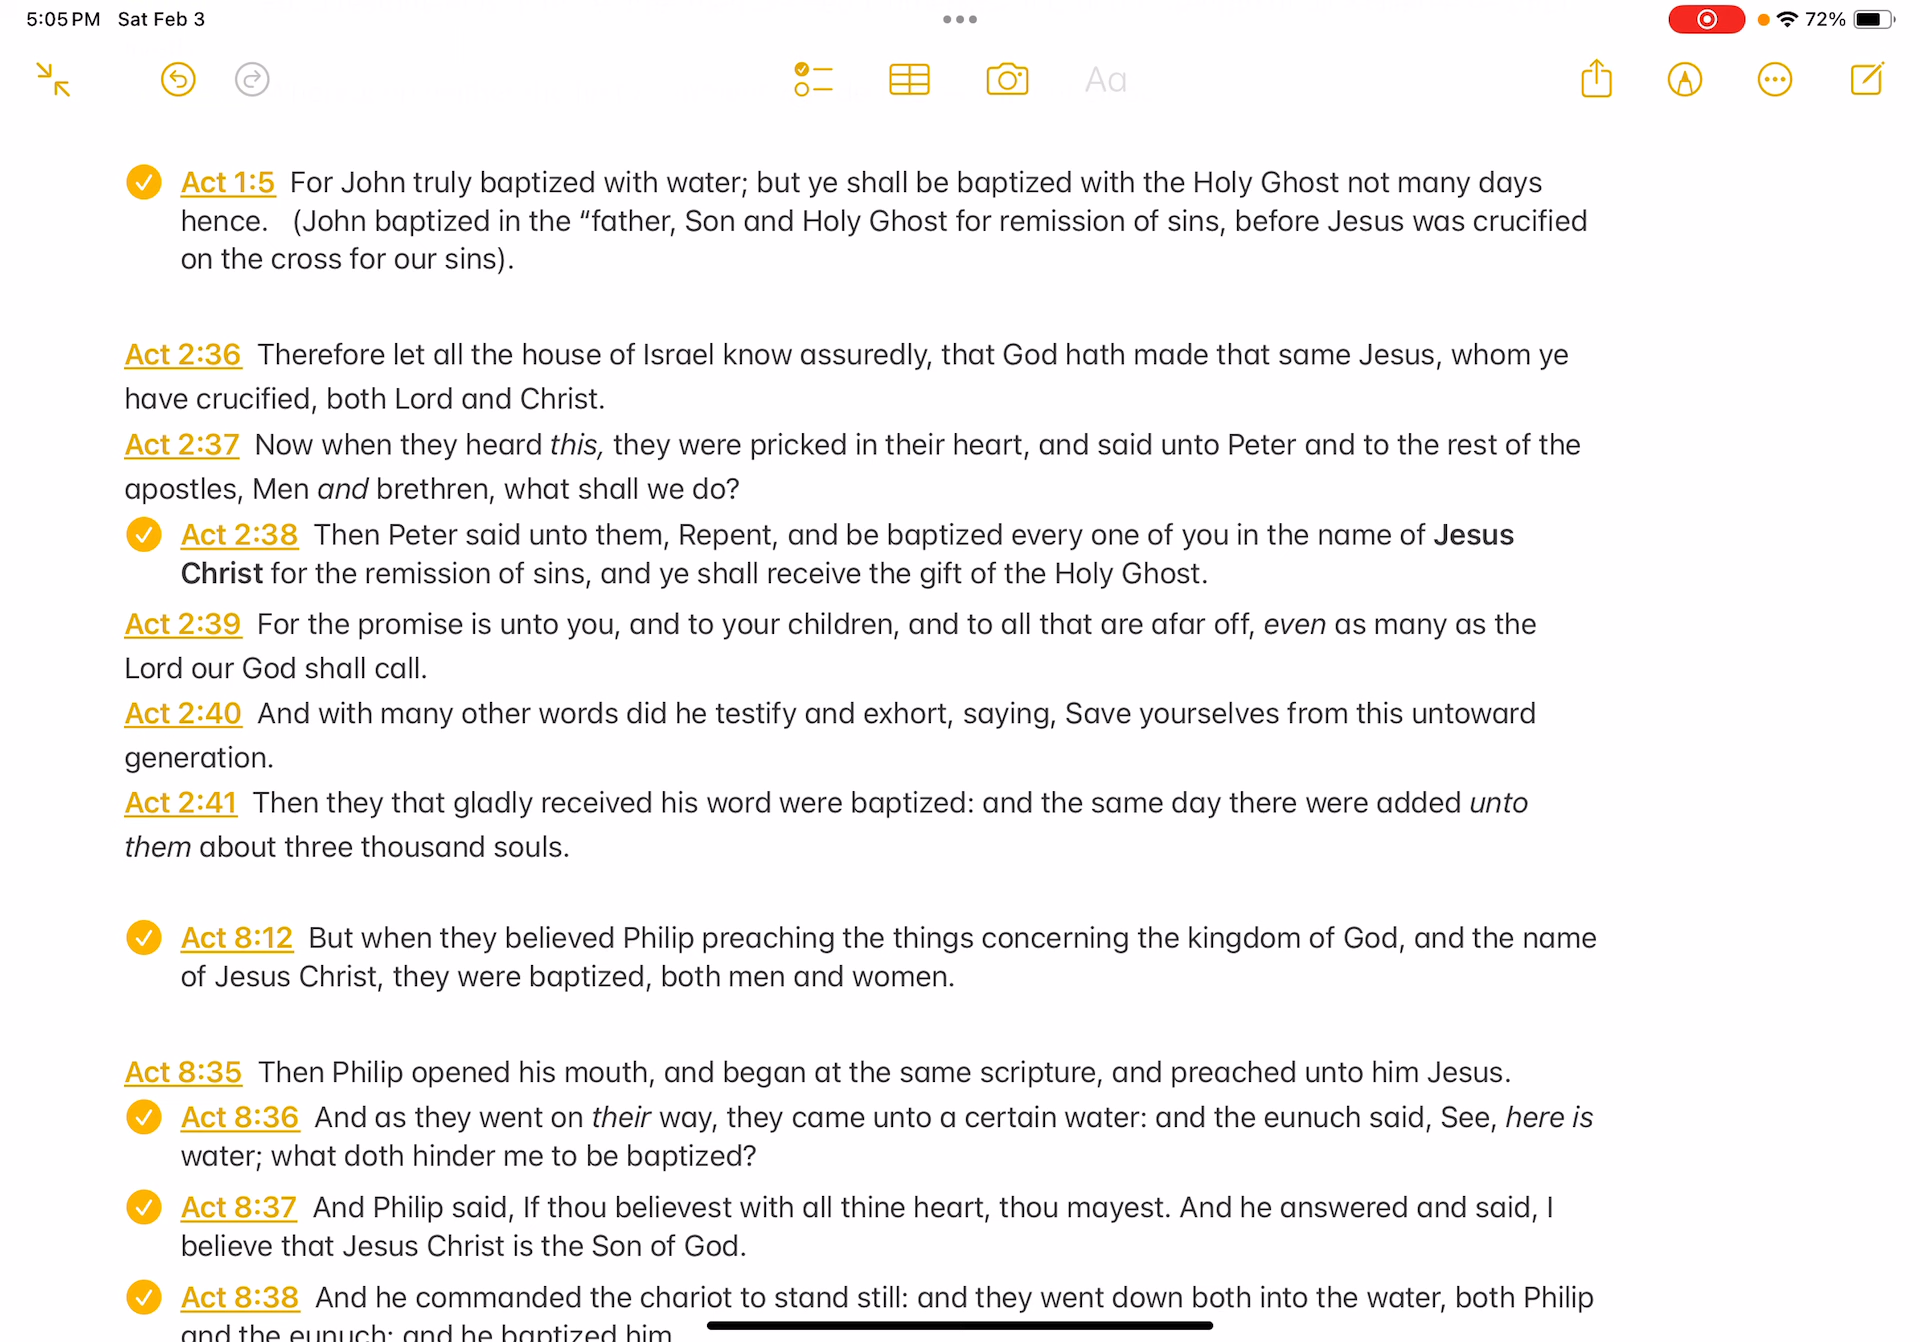 5:05 PM Sat Feb 3
72%
Aa
Act 1:5 For John truly baptized with water; but ye shall be baptized with the Holy Ghost not many days
hence. (John baptized in the “father, Son and Holy Ghost for remission of sins, before Jesus was crucified
on the cross for our sins).
Act 2:36 Therefore let all the house of Israel know assuredly, that God hath made that same Jesus, whom ye
have crucified, both Lord and Christ.
Act 2:37 Now when they heard this, they were pricked in their heart, and said unto Peter and to the rest of the
apostles, Men and brethren, what shall we do?
Act 2:38 Then Peter said unto them, Repent, and be baptized every one of you in the name of Jesus
Christ for the remission of sins, and ye shall receive the gift of the Holy Ghost.
Act 2:39 For the promise is unto you, and to your children, and to all that are afar off, even as many as the
Lord our God shall call.
Act 2:40 And with many other words did he testify and exhort, saying, Save yourselves from this untoward
generation.
Act 2:41 Then they that gladly received his word were baptized: and the same day there were added unto
them about three thousand souls.
Act 8:12 But when they believed Philip preaching the things concerning the kingdom of God, and the name
of Jesus Christ, they were baptized, both men and women.
Act 8:35 Then Philip opened his mouth, and began at the same scripture, and preached unto him Jesus.
Act 8:36 And as they went on their way, they came unto a certain water: and the eunuch said, See, here is
water; what doth hinder me to be baptized?
Act 8:37 And Philip said, If thou believest with all thine heart, thou mayest. And he answered and said, I
believe that Jesus Christ is the Son of God.
Act 8:38 And he commanded the chariot to stand still: and they went down both into the water, both Philip
and the eunuch; and he baptized him.